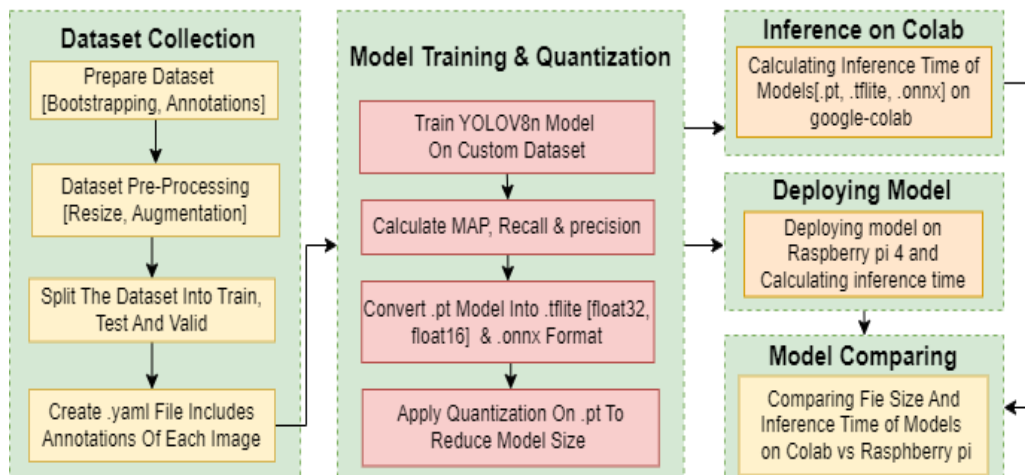 Dataset Collection
Prepare Dataset
[Bootstrapping, Annotations]
Dataset Pre-Processing
[Resize, Augmentation]
Split The Dataset Into Train,
Test And Valid
Create .yaml File Includes
Annotations Of Each Image
Model Training & Quantization
Train YOLOV8n Model
On Custom Dataset
Calculate MAP, Recall & precision
Convert .pt Model Into .tflite [float32,
float16] & .onnx Format
Apply Quantization On .pt To
Reduce Model Size
Inference on Colab
Calculating Inference Time of
Models[.pt, .tflite, .onnx] on
google-colab
Deploying Model
Deploying model on
Raspberry pi 4 and
Calculating inference time
Model Comparing
Comparing Fie Size And
Inference Time of Models
on Colab vs Rasphberry pi